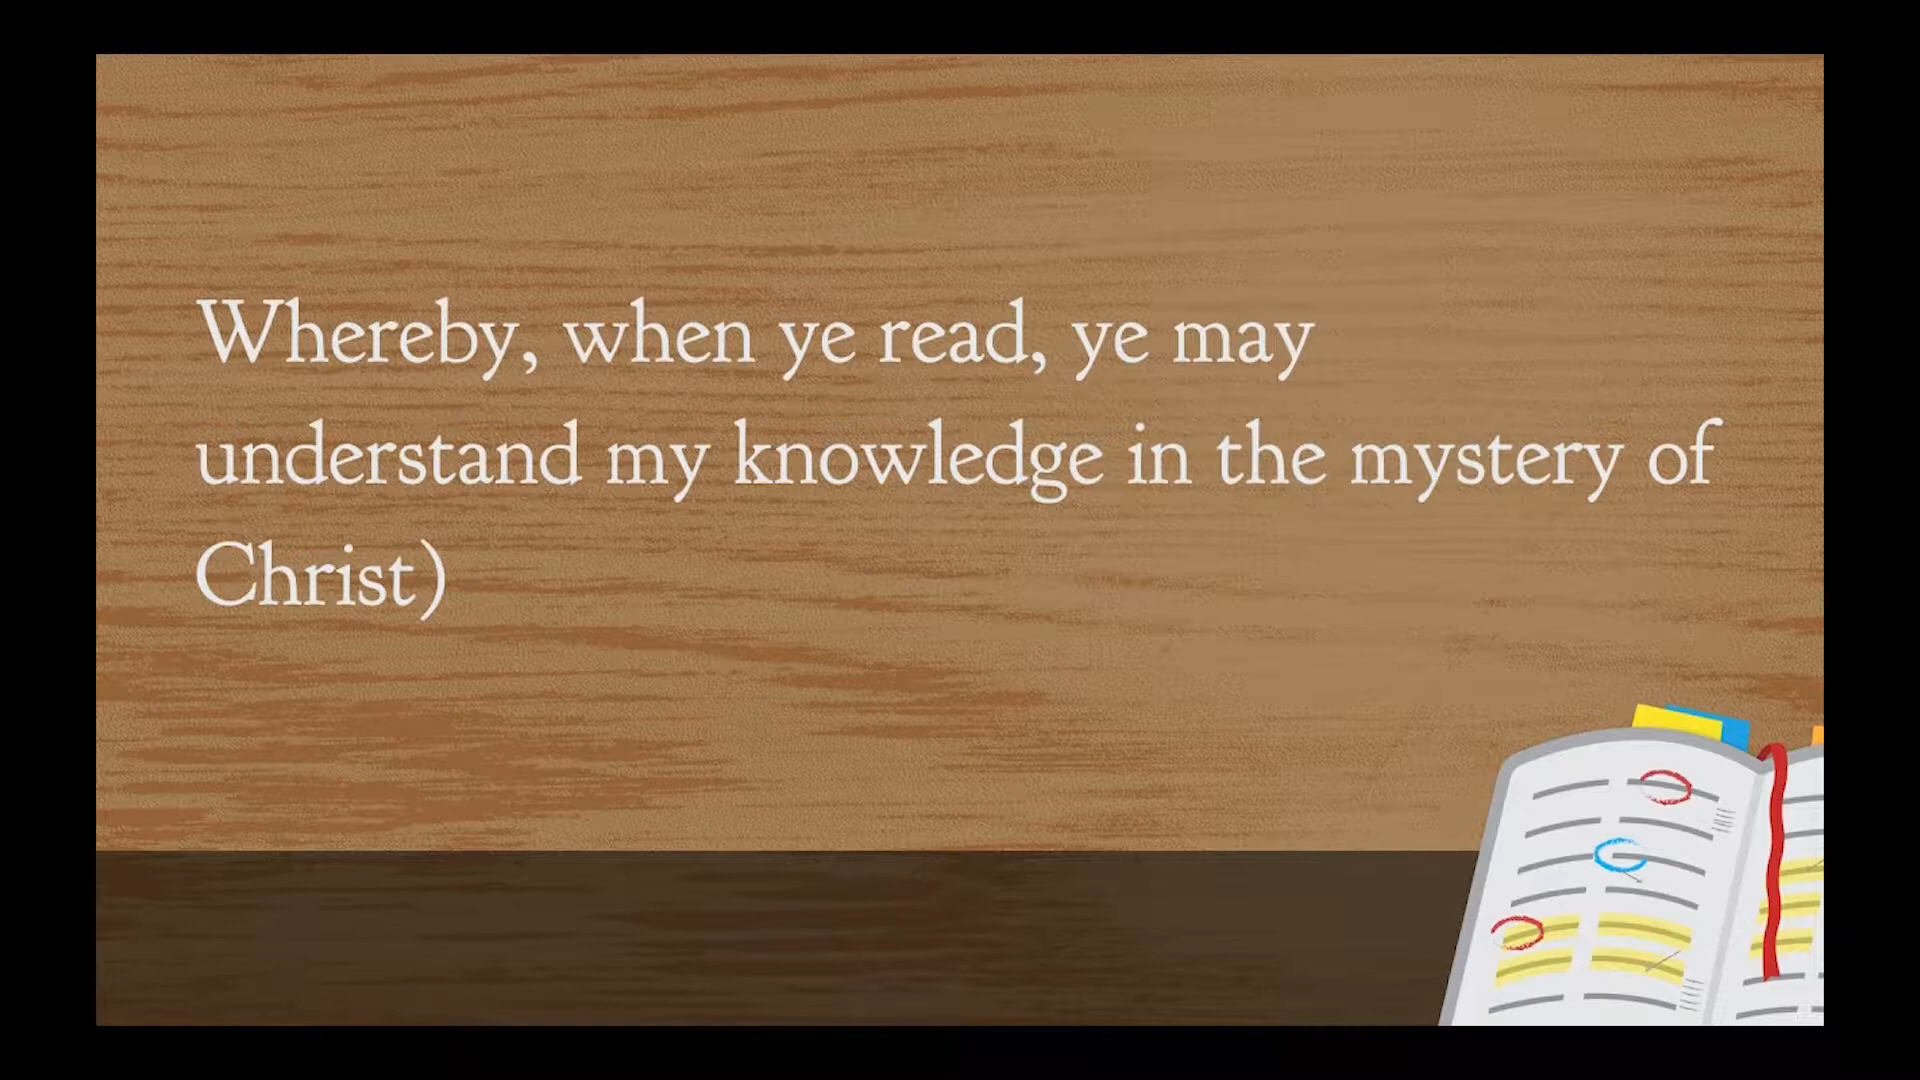 Whereby, when ye read, ye may
understand my knowledge in the mystery of
Christ)